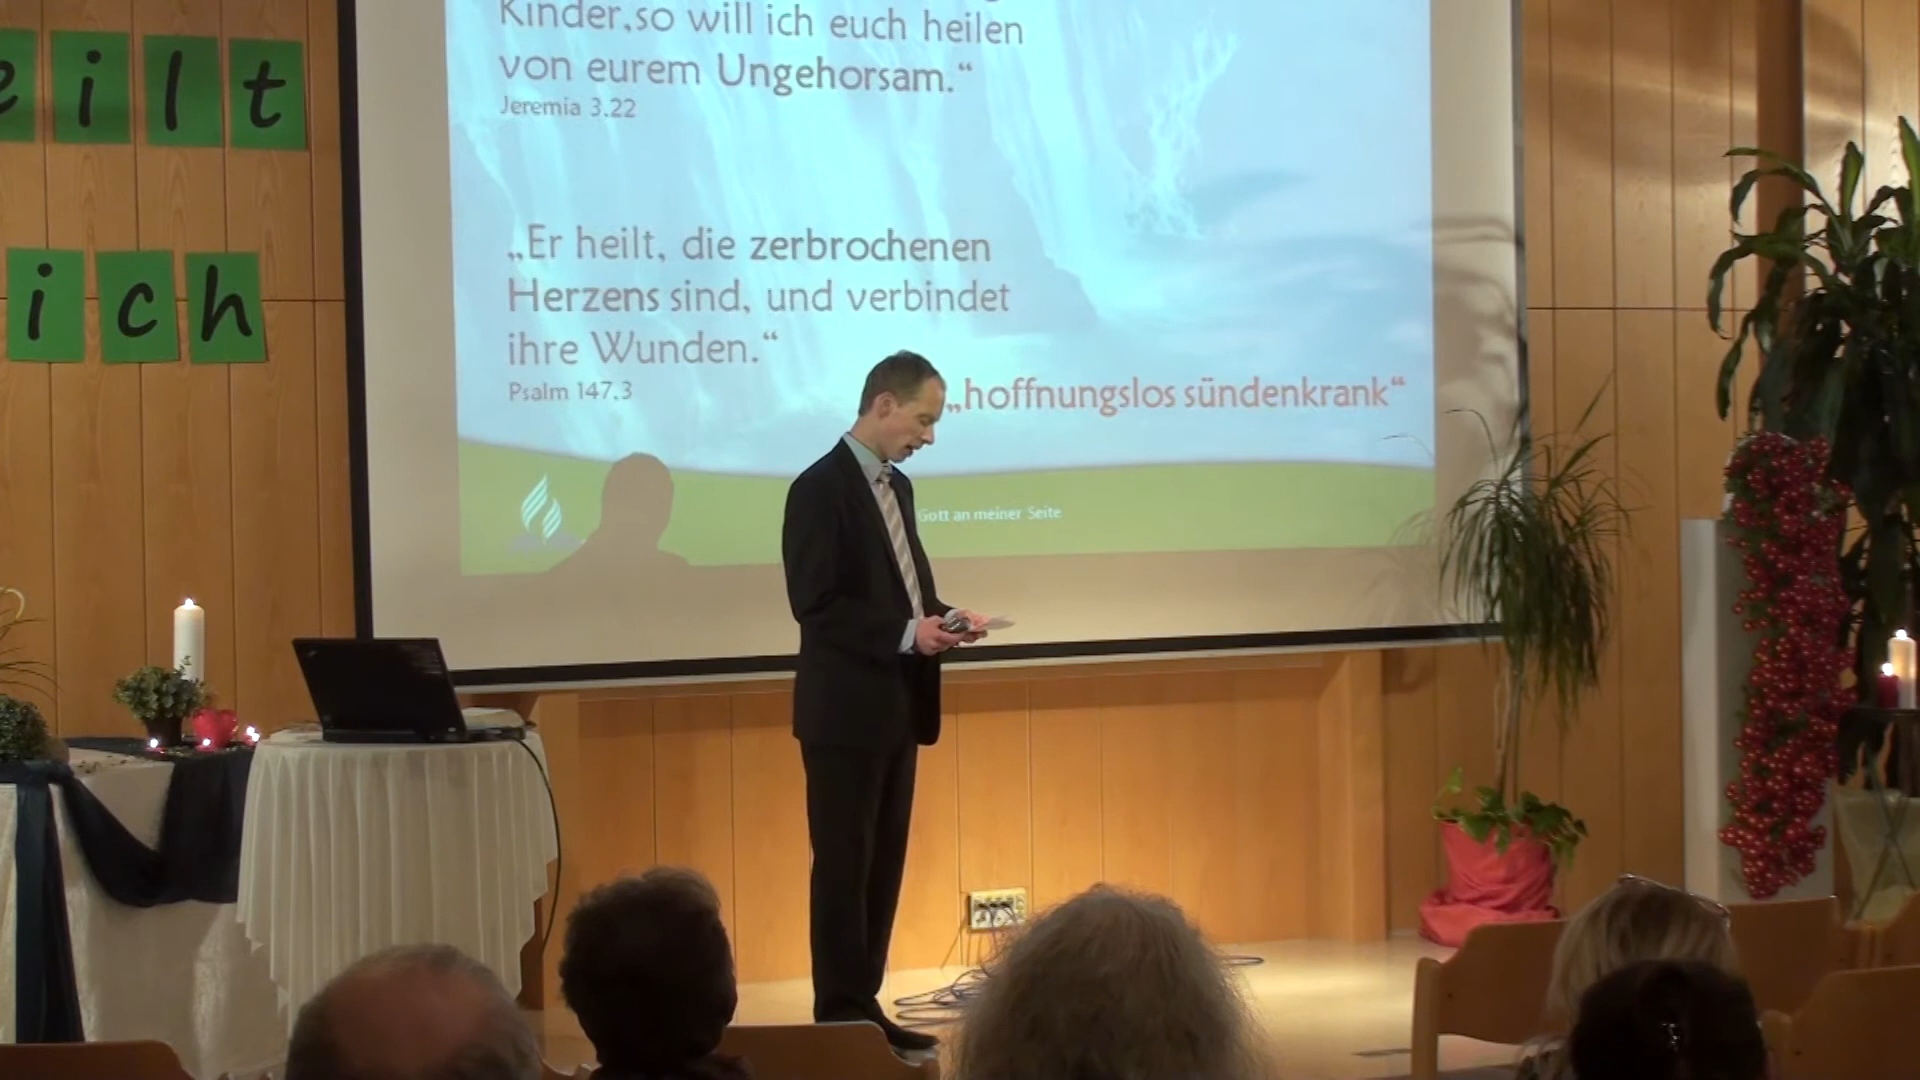 eilt
ich
Kinder,so will ich euch heilen
von eurem Ungehorsam.“
Jeremia 3,22
„Er heilt, die zerbrochenen
Herzens sind, und verbindet
ihre Wunden.“
Psalm 147,3
„hoffnungslos sündenkrank“
Gott an meiner Seite